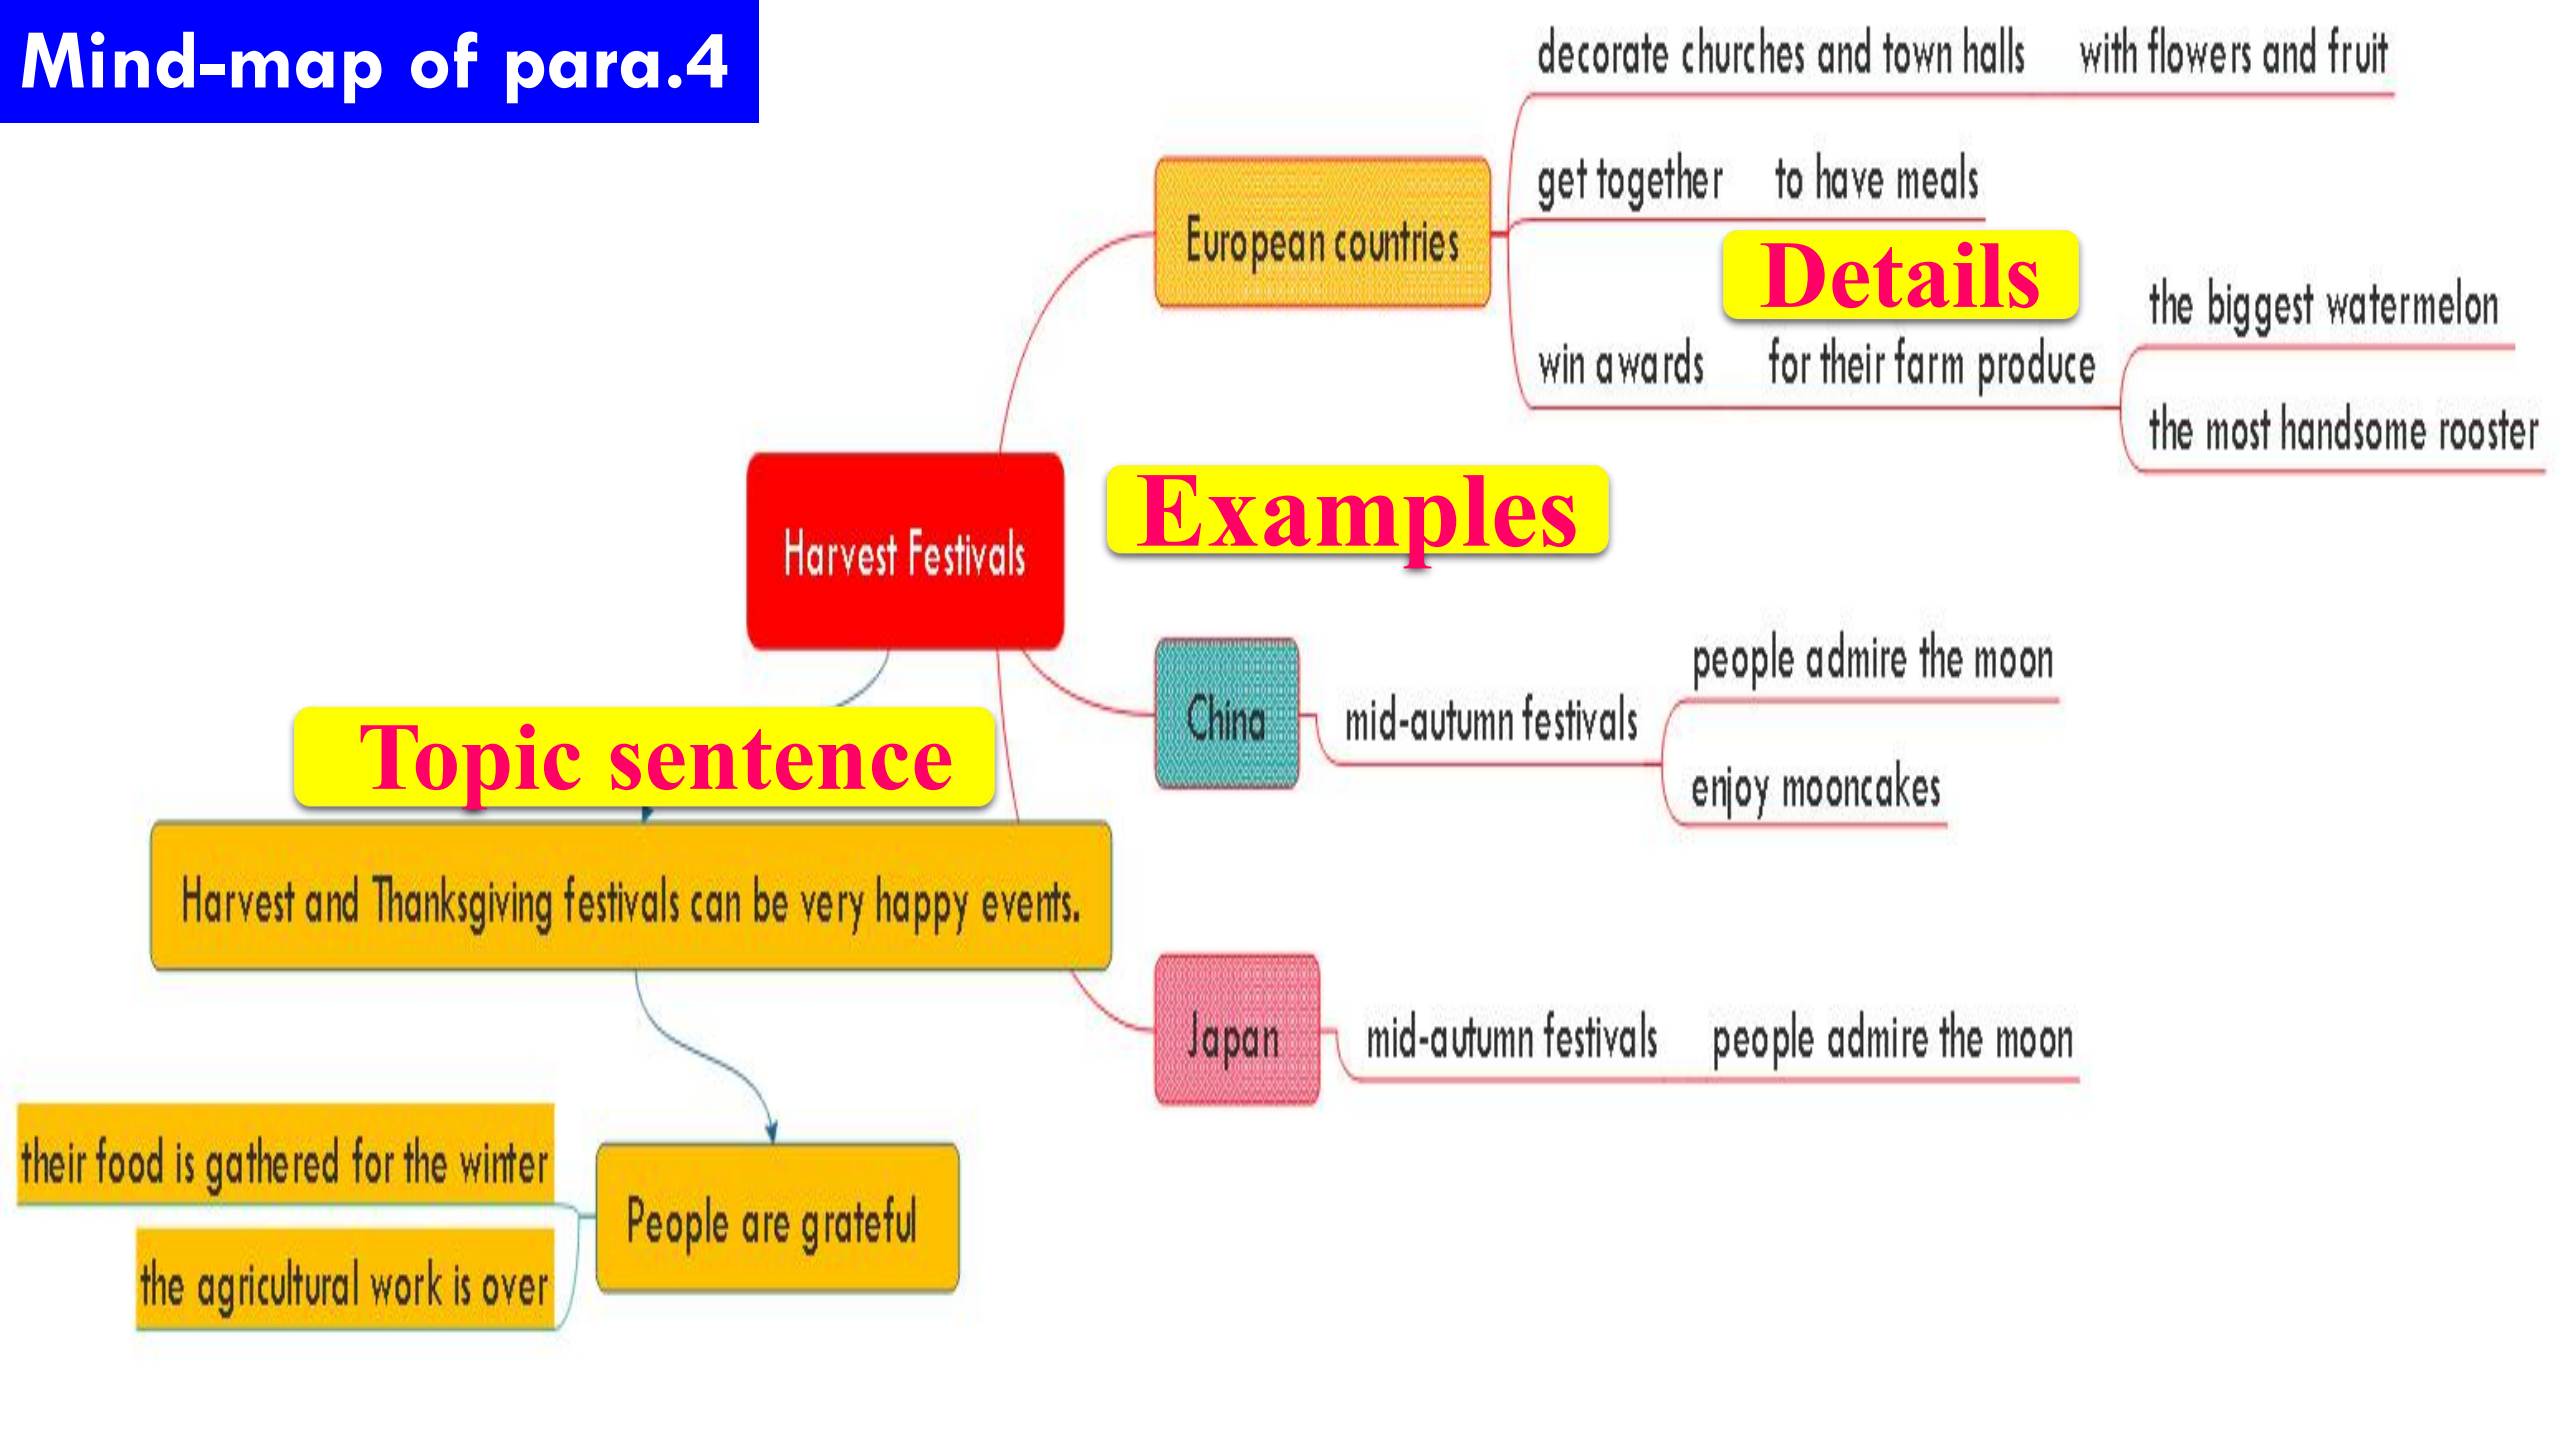 Mind-map of para.4
decorate churches and town halls with flowers and fruit
get together to have meals
European countries
Details
the biggest watermelon
win awards for their farm produce
the most handsome rooster
Harvest Festivals
Examples
people admire the moon
China
mid-autumn festivals
enjoy mooncakes
Topic sentence
Harvest and Thanksgiving festivals can be very happy events.
Japan
mid-autumn festivals people admire the moon
their food is gathered for the winter
People are grateful
the agricultural work is over